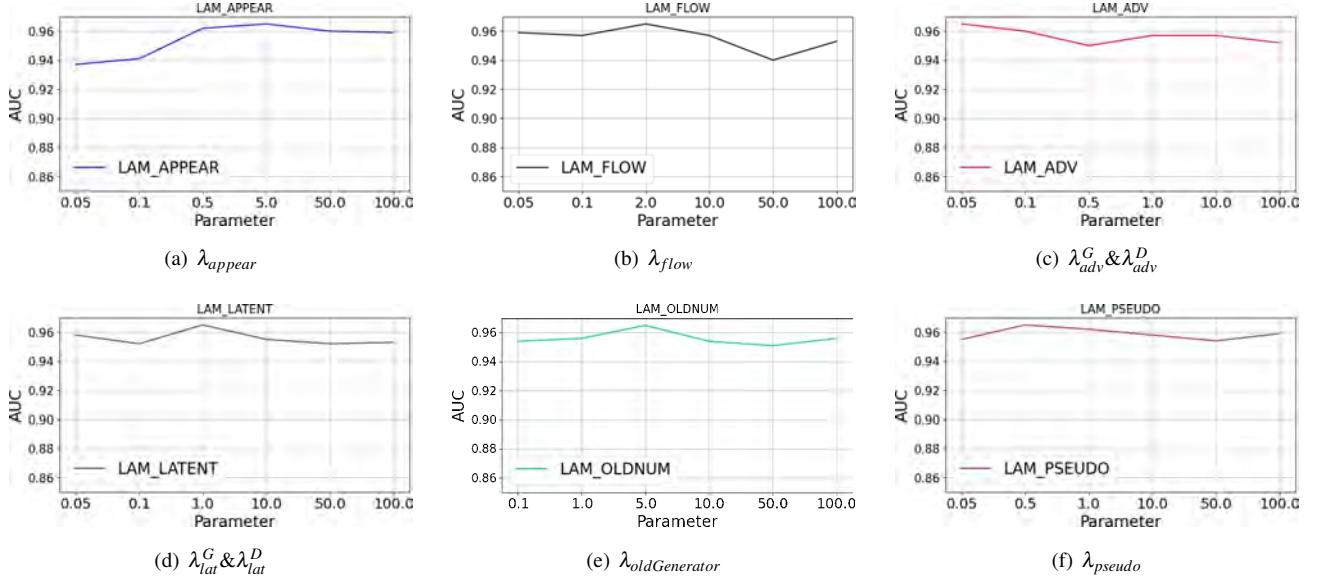 LAM_APPEAR
0.96
0.94
0.92
0.90
0.88
0.86
AUC
LAM_APPEAR
0.05 0.1 0.5 5.0 50.0 100.0
Parameter
(a) λ_appear
LAM_FLOW
0.96
0.94
0.92
0.90
0.88
0.86
AUC
LAM_FLOW
0.05 0.1 2.0 10.0 50.0 100.0
Parameter
(b) λ_flow
LAM_ADV
0.96
0.94
0.92
0.90
0.88
0.86
AUC
LAM_ADV
0.05 0.1 0.5 1.0 10.0 100.0
Parameter
(c) λ^G_adv&λ^D_adv
LAM_LATENT
0.96
0.94
0.92
0.90
0.88
0.86
AUC
LAM_LATENT
0.05 0.1 1.0 10.0 50.0 100.0
Parameter
(d) λ^G_lat&λ^D_lat
LAM_OLDNUM
0.96
0.94
0.92
0.90
0.88
0.86
AUC
LAM_OLDNUM
0.1 1.0 5.0 10.0 50.0 100.0
Parameter
(e) λ_oldGenerator
LAM_PSEUDO
0.96
0.94
0.92
0.90
0.88
0.86
AUC
LAM_PSEUDO
0.05 0.5 1.0 10.0 50.0 100.0
Parameter
(f) λ_pseudo